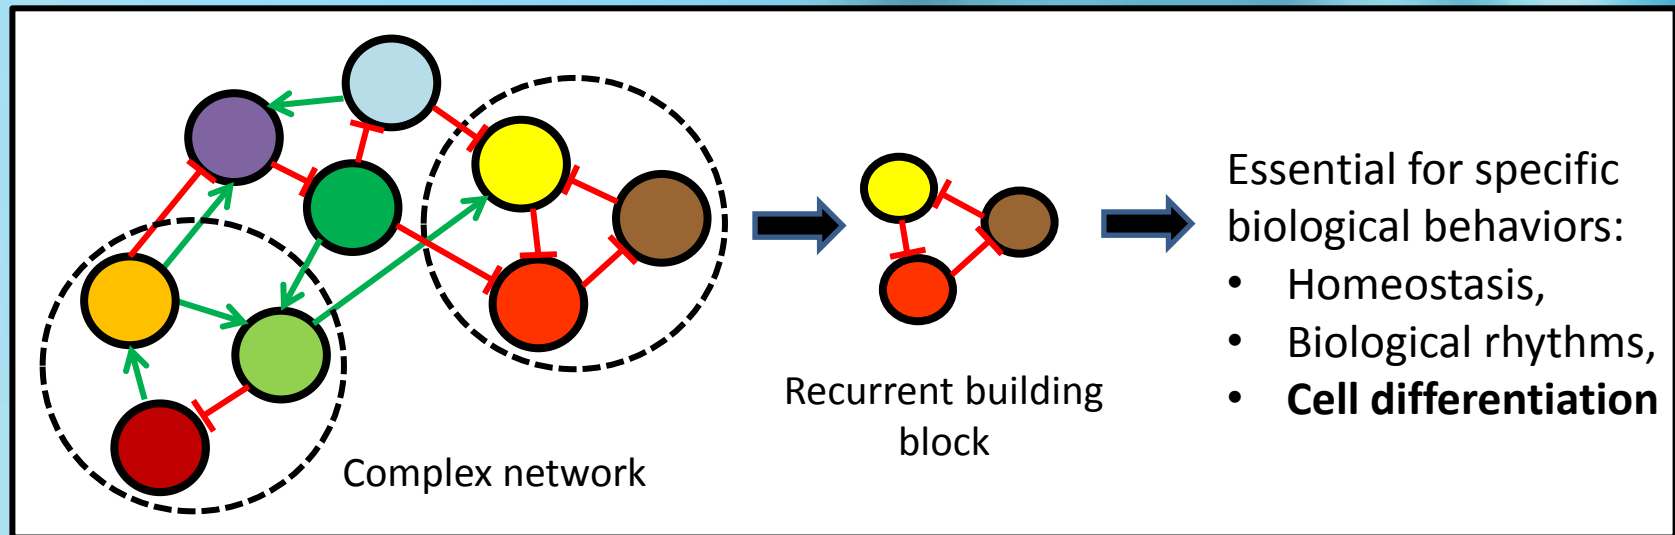 Complex network
Recurrent building
block
Essential for specific
biological behaviors:
• Homeostasis,
• Biological rhythms,
• Cell differentiation